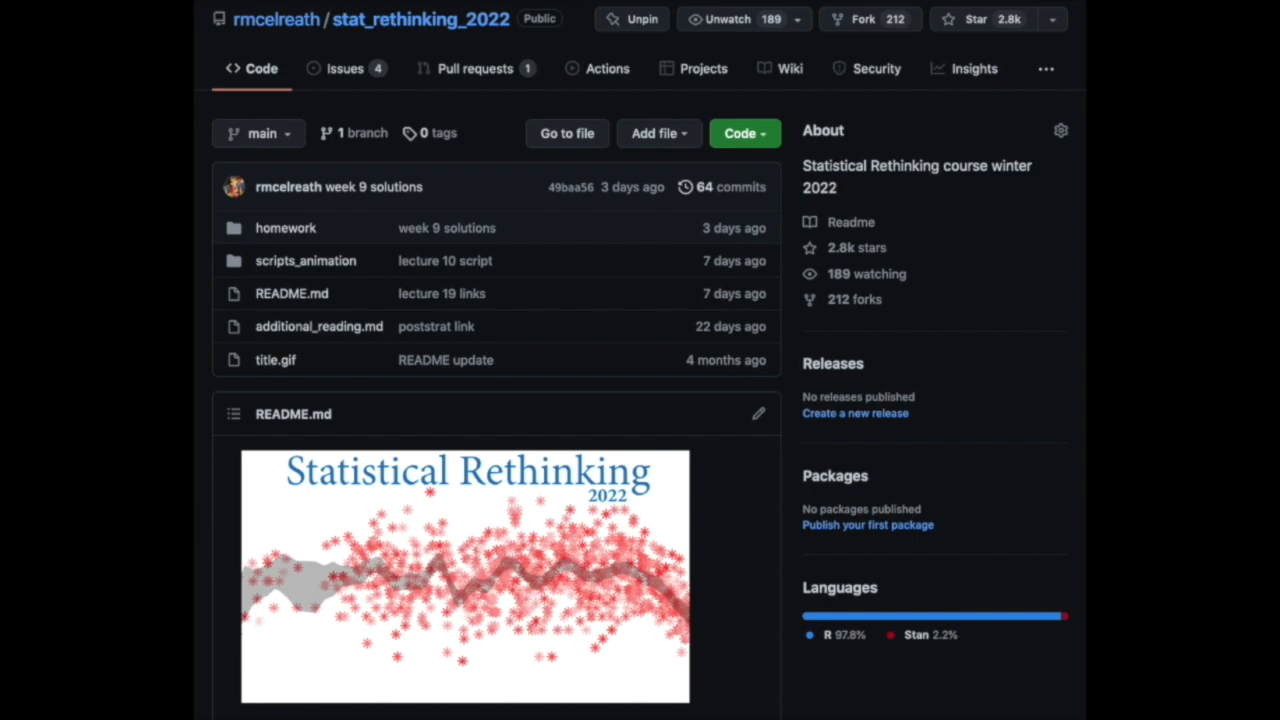 rmcelreath / stat_rethinking_2022 Public Unpin Unwatch 189 Fork 212 Star 2.8k
Code Issues 4 Pull requests 1 Actions Projects Wiki Security Insights
main 1 branch 0 tags Go to file Add file Code
rmcelreath week 9 solutions 49baa56 3 days ago 64 commits
homework week 9 solutions 3 days ago
scripts_animation lecture 10 script 7 days ago
README.md lecture 19 links 7 days ago
additional_reading.md poststrat link 22 days ago
title.gif README update 4 months ago
README.md
Statistical Rethinking
2022
About
Statistical Rethinking course winter
2022
Readme
2.8k stars
189 watching
212 forks
Releases
No releases published
Create a new release
Packages
No packages published
Publish your first package
Languages
R 97.8% Stan 2.2%